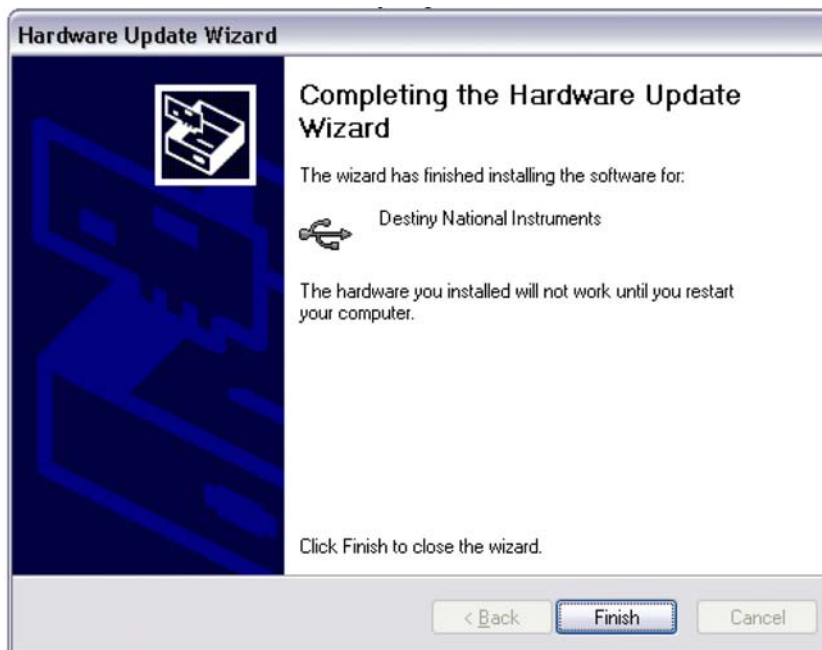 Hardware Update Wizard
Completing the Hardware Update
Wizard
The wizard has finished installing the software for:
Destiny National Instruments
The hardware you installed will not work until you restart
your computer.
Click Finish to close the wizard.
< Back
Finish
Cancel